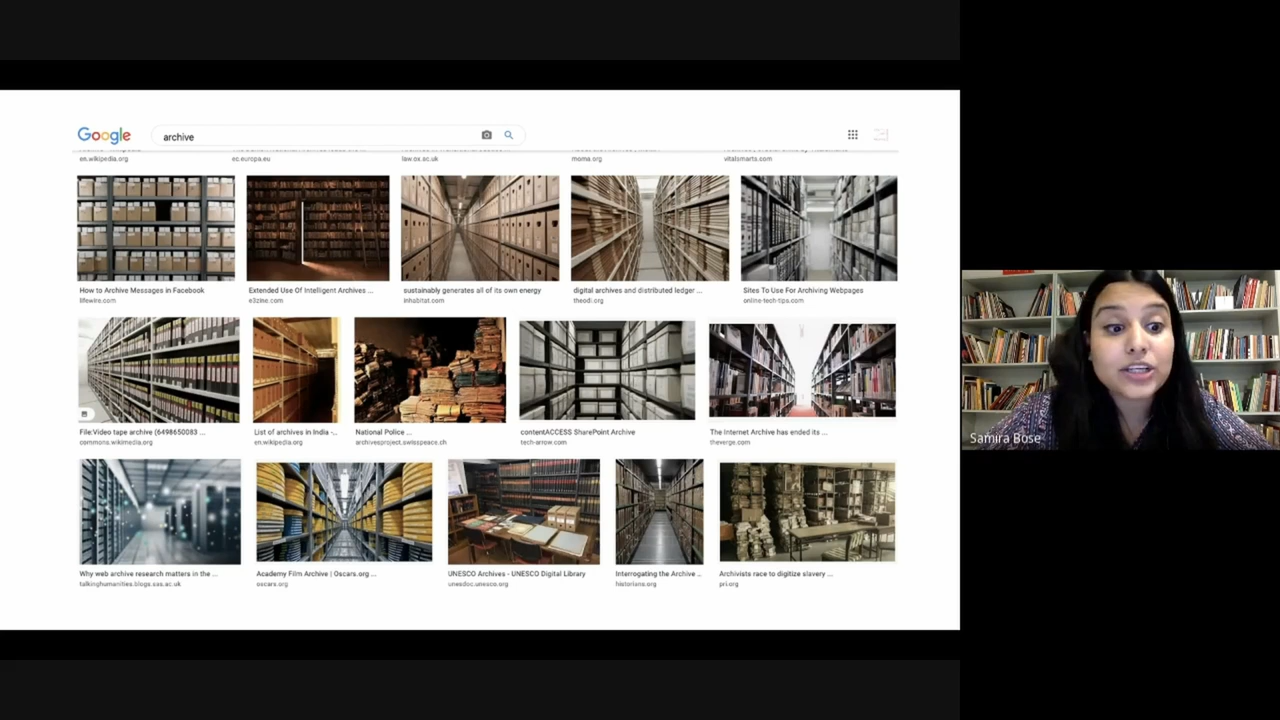 Google
archive
en.wikipedia.org
ec.europa.eu
law.ox.ac.uk
moma.org
vitalsmarts.com
How to Archive Messages in Facebook
lifewire.com
Extended Use Of Intelligent Archives ...
e3zine.com
sustainably generates all of its own energy
inhabitat.com
digital archives and distributed ledger ...
theodi.org
Sites To Use For Archiving Webpages
online-tech-tips.com
File:Video tape archive (6498650083 ...
commons.wikimedia.org
List of archives in India -..
en.wikipedia.org
National Police ...
archivesproject.swisspeace.ch
contentACCESS SharePoint Archive
tech-arrow.com
The Internet Archive has ended its ...
theverge.com
Why web archive research matters in the ...
talkinghumanities.blogs.sas.ac.uk
Academy Film Archive | Oscars.org ...
oscars.org
UNESCO Archives - UNESCO Digital Library
unesdoc.unesco.org
Interrogating the Archive ..
historians.org
Archivists race to digitize slavery ...
pri.org
Samira Bose